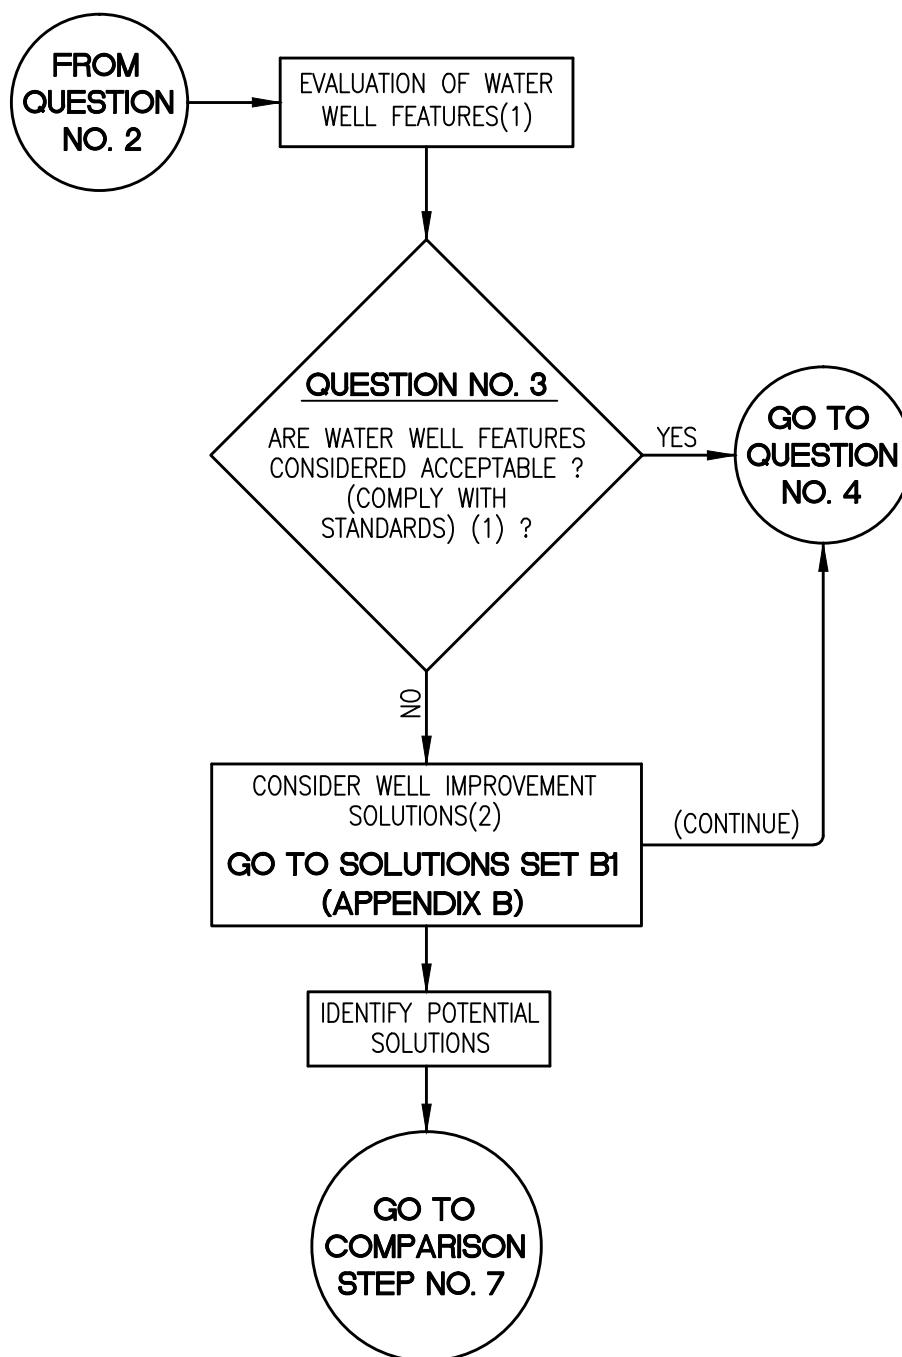 FROM
QUESTION
NO. 2
EVALUATION OF WATER
WELL FEATURES(1)
QUESTION NO. 3
ARE WATER WELL FEATURES
CONSIDERED ACCEPTABLE ?
(COMPLY WITH
STANDARDS) (1) ?
YES
GO TO
QUESTION
NO. 4
NO
CONSIDER WELL IMPROVEMENT
SOLUTIONS(2)
GO TO SOLUTIONS SET B1
(APPENDIX B)
(CONTINUE)
IDENTIFY POTENTIAL
SOLUTIONS
GO TO
COMPARISON
STEP NO. 7